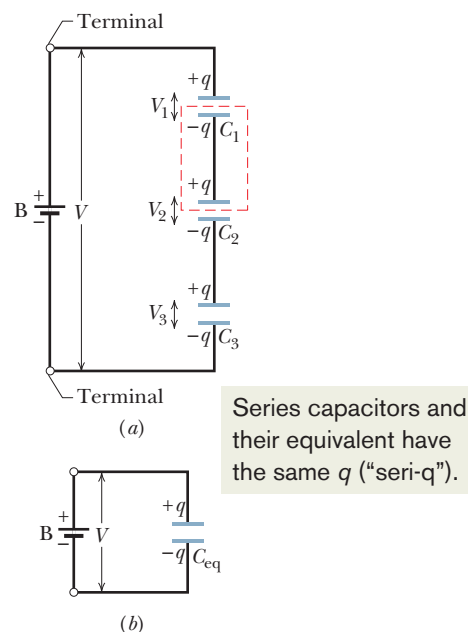 Terminal
+q
V1
–q C1
+q
+
B
–
V
V2
–q C2
+q
V3
–q C3
Terminal
(a)
Series capacitors and
their equivalent have
the same q (“seri-q”).
+
B
–
V
+q
–q Ceq
(b)